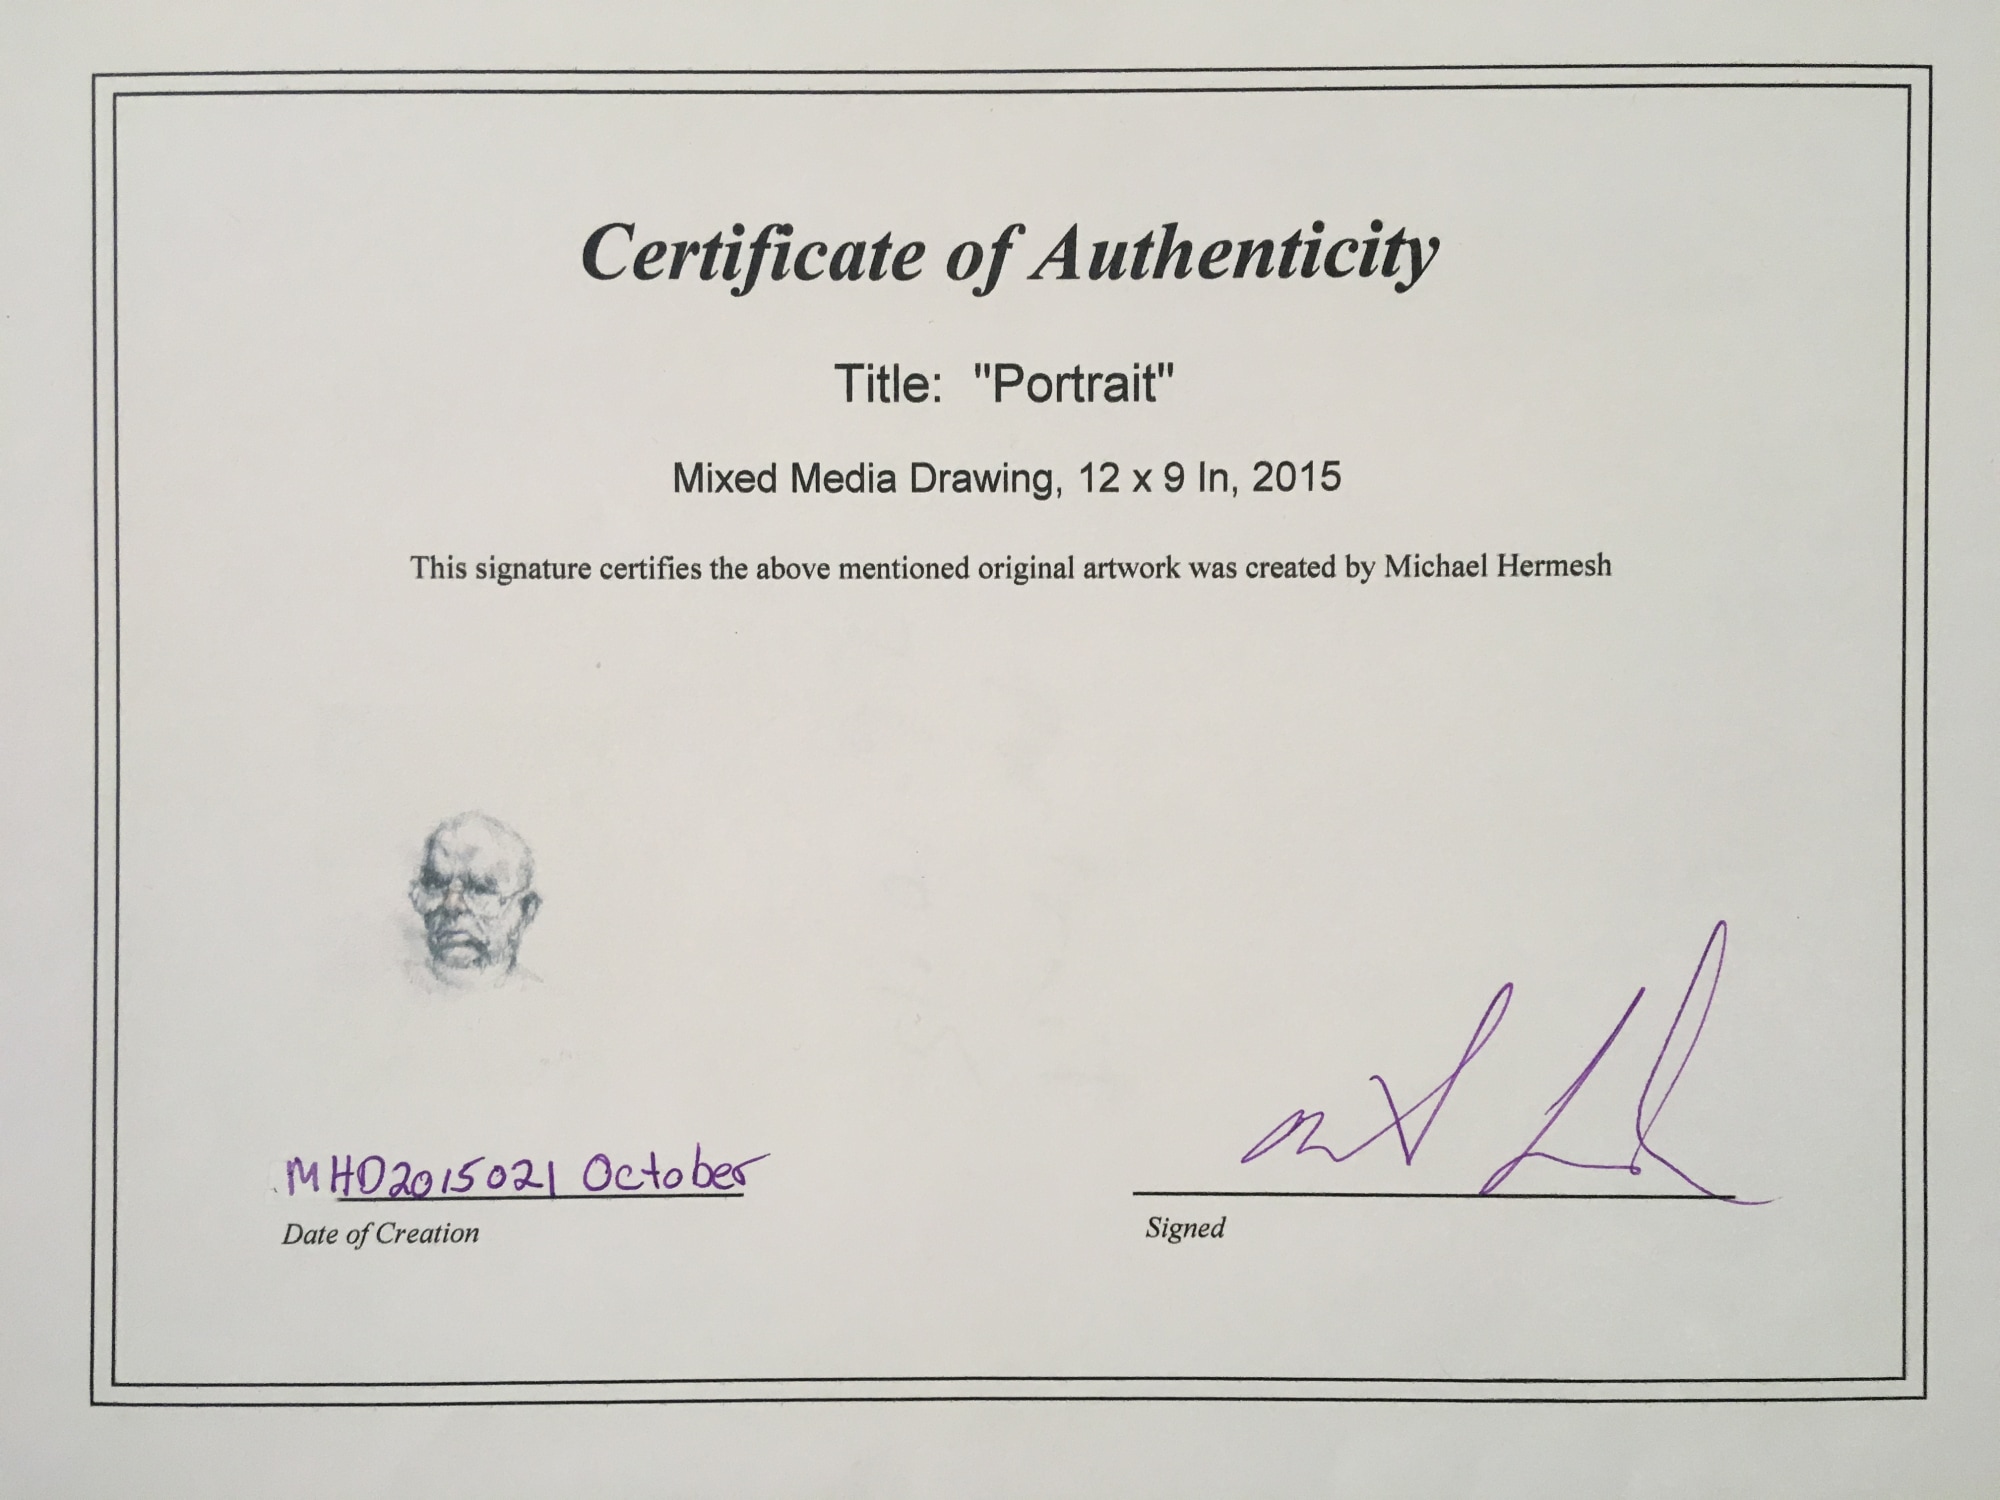 Certificate of Authenticity
Title: "Portrait"
Mixed Media Drawing, 12 x 9 In, 2015
This signature certifies the above mentioned original artwork was created by Michael Hermesh
MHD2015021 October
Date of Creation
Signed